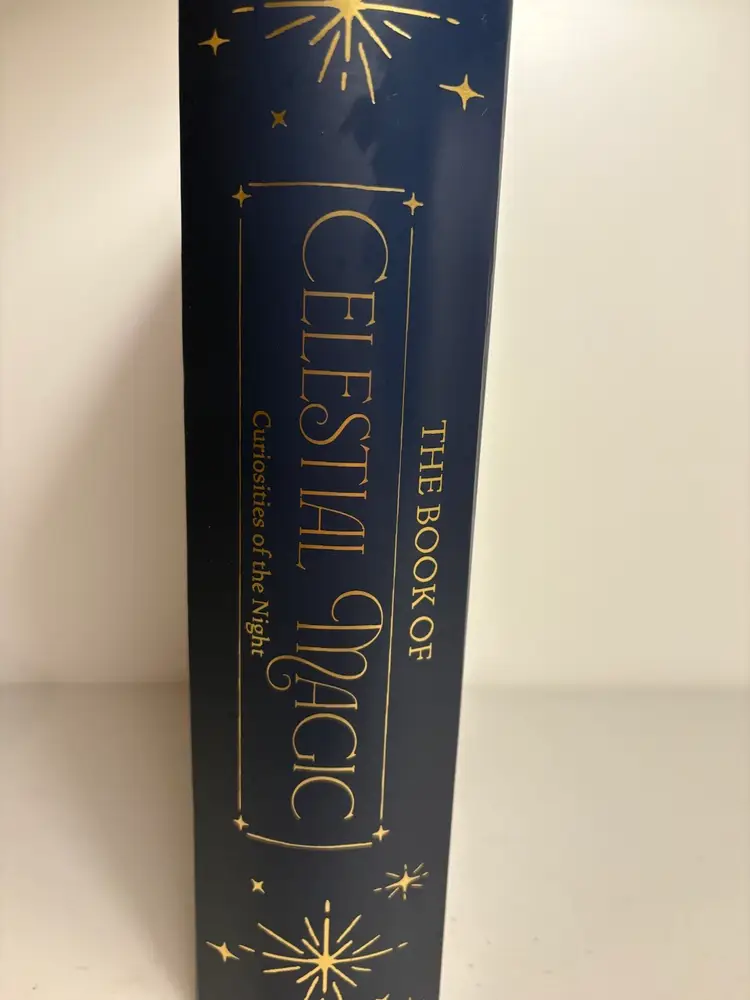 THE BOOK OF
CELESTIAL MAGIC
Curiosities of the Night